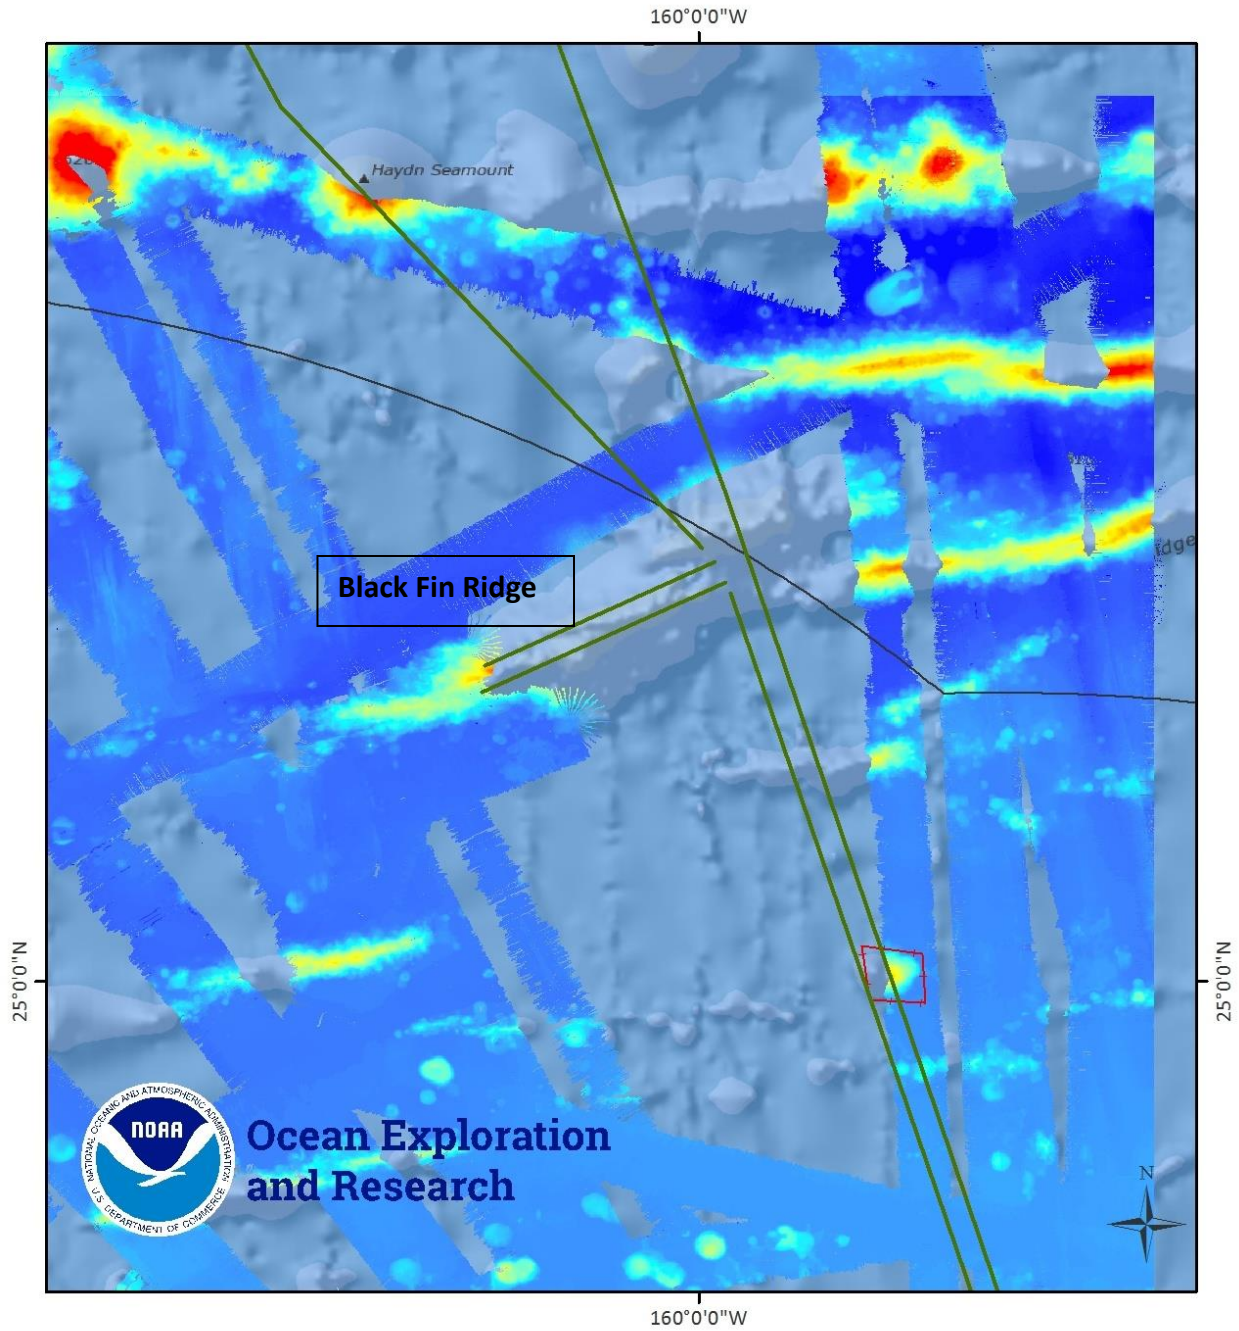 160°0'0"W
Haydn Seamount
Black Fin Ridge
idge
25°0'0"N
25°0'0"N
NATIONAL OCEANIC AND ATMOSPHERIC ADMINISTRATION
NOAA
U.S. DEPARTMENT OF COMMERCE
Ocean Exploration
and Research
N
160°0'0"W